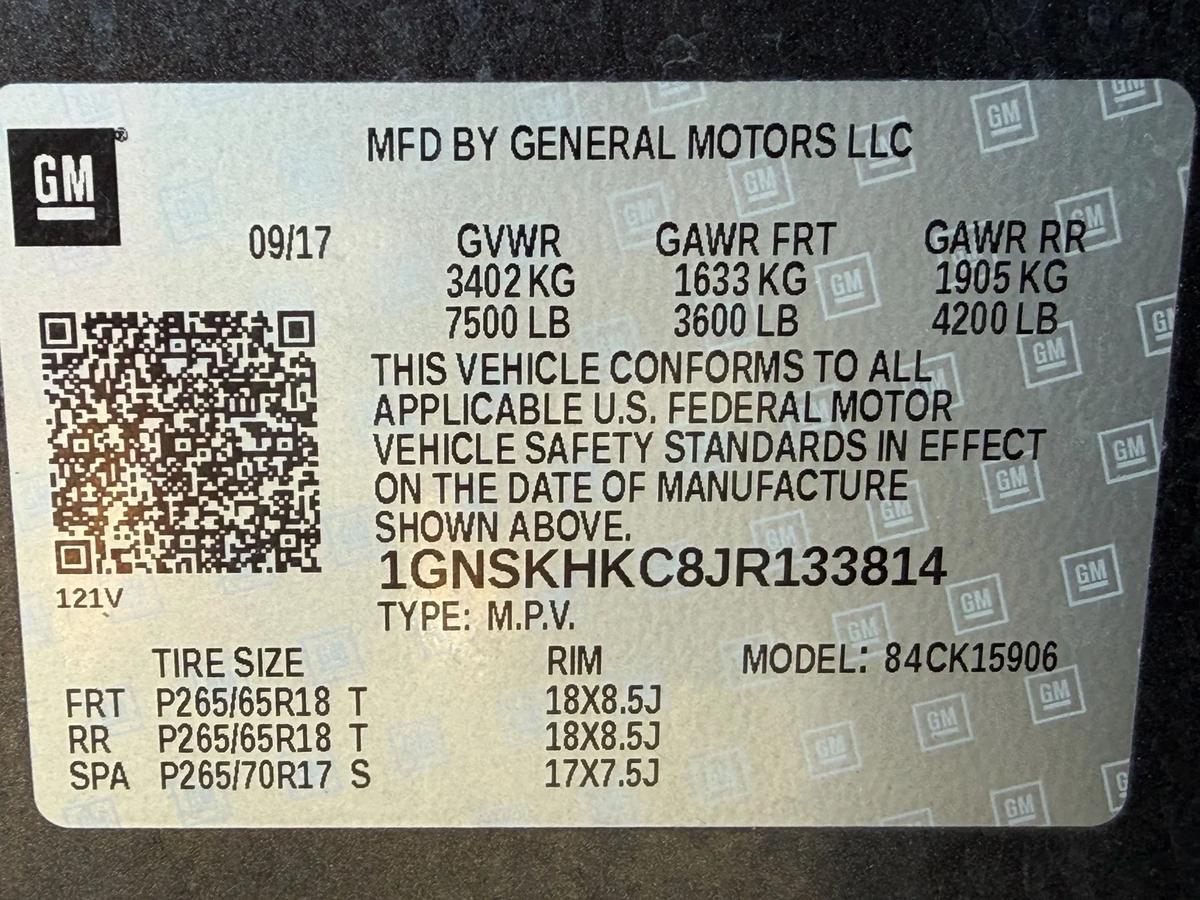 GM®
MFD BY GENERAL MOTORS LLC
09/17 GVWR GAWR FRT GAWR RR
3402 KG 1633 KG 1905 KG
7500 LB 3600 LB 4200 LB
THIS VEHICLE CONFORMS TO ALL
APPLICABLE U.S. FEDERAL MOTOR
VEHICLE SAFETY STANDARDS IN EFFECT
ON THE DATE OF MANUFACTURE
SHOWN ABOVE.
1GNSKHKC8JR133814
121V
TYPE: M.P.V.
TIRE SIZE RIM MODEL: 84CK15906
FRT P265/65R18 T 18X8.5J
RR P265/65R18 T 18X8.5J
SPA P265/70R17 S 17X7.5J